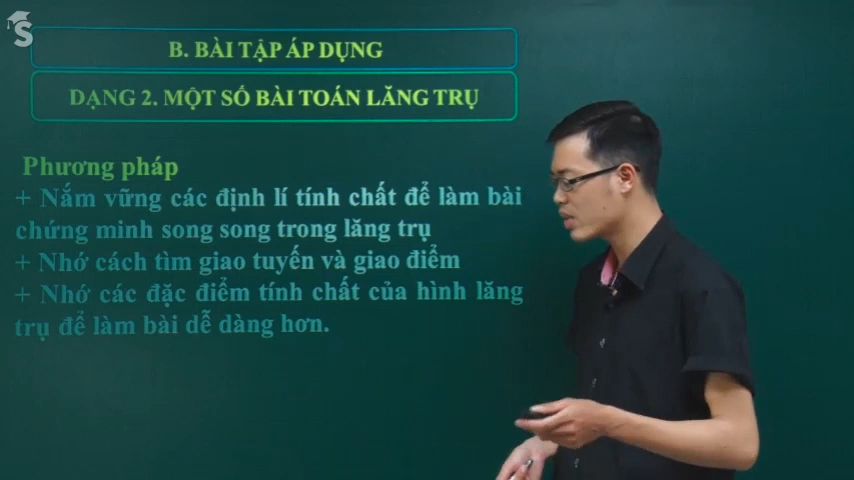 S
B. BÀI TẬP ÁP DỤNG
DẠNG 2. MỘT SỐ BÀI TOÁN LĂNG TRỤ
Phương pháp
+ Nắm vững các định lí tính chất để làm bài
chứng minh song song trong lăng trụ
+ Nhớ cách tìm giao tuyến và giao điểm
+ Nhớ các đặc điểm tính chất của hình lăng
trụ để làm bài dễ dàng hơn.